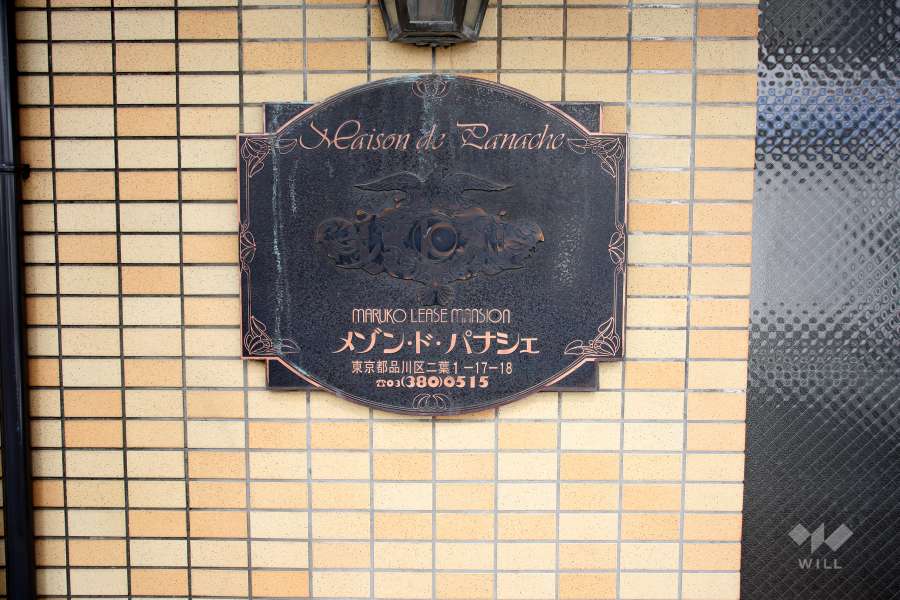 Maison de Panache
MARUKO LEASE MANSION
メゾン・ド・パナシェ
東京都品川区二葉1-17-18
☎03(380)0515
WILL